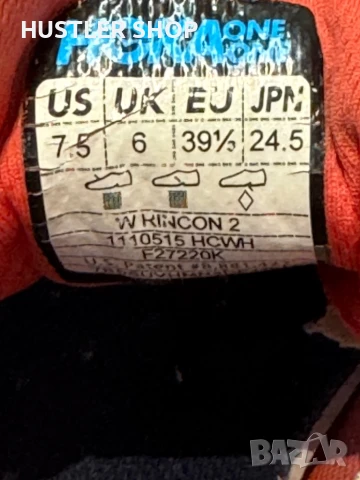 HUSTLER SHOP
HOKA ONE ONE
US UK EU JPN
7.5 6 39⅓ 24.5
W RINCON 2
1110515 HCWH
F27220K
U.S. Patent
BAZAR